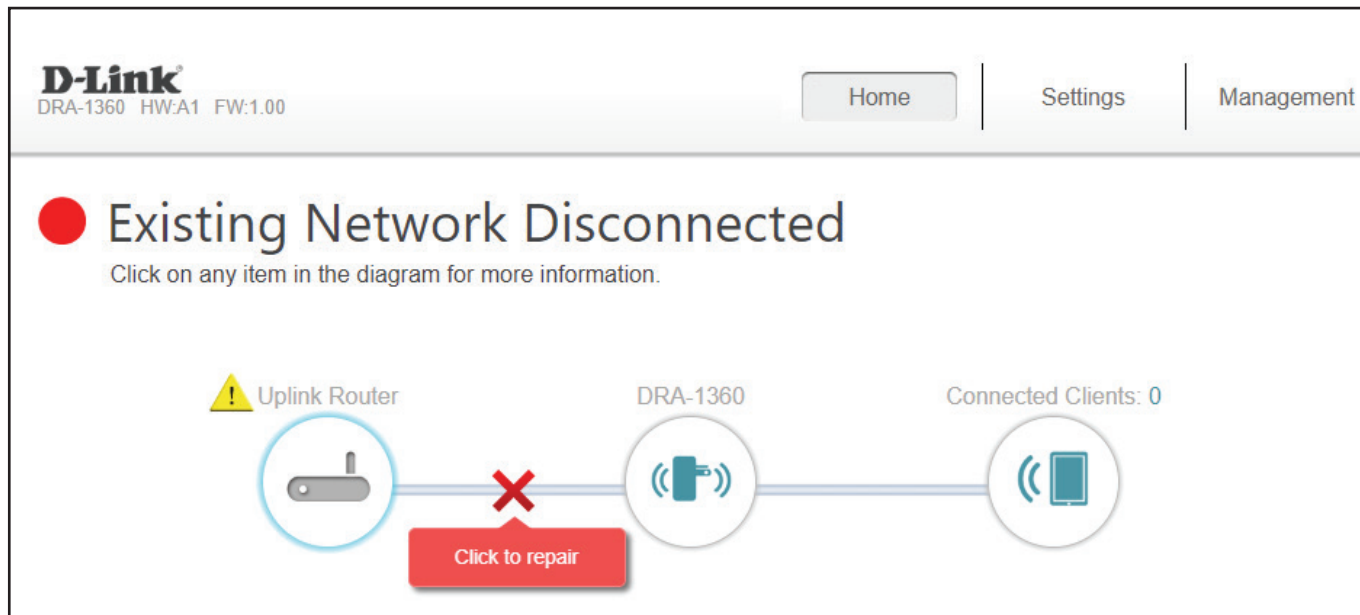 D-Link®
DRA-1360 HW:A1 FW:1.00
Home
Settings
Management
Existing Network Disconnected
Click on any item in the diagram for more information.
! Uplink Router
DRA-1360
Connected Clients: 0
Click to repair